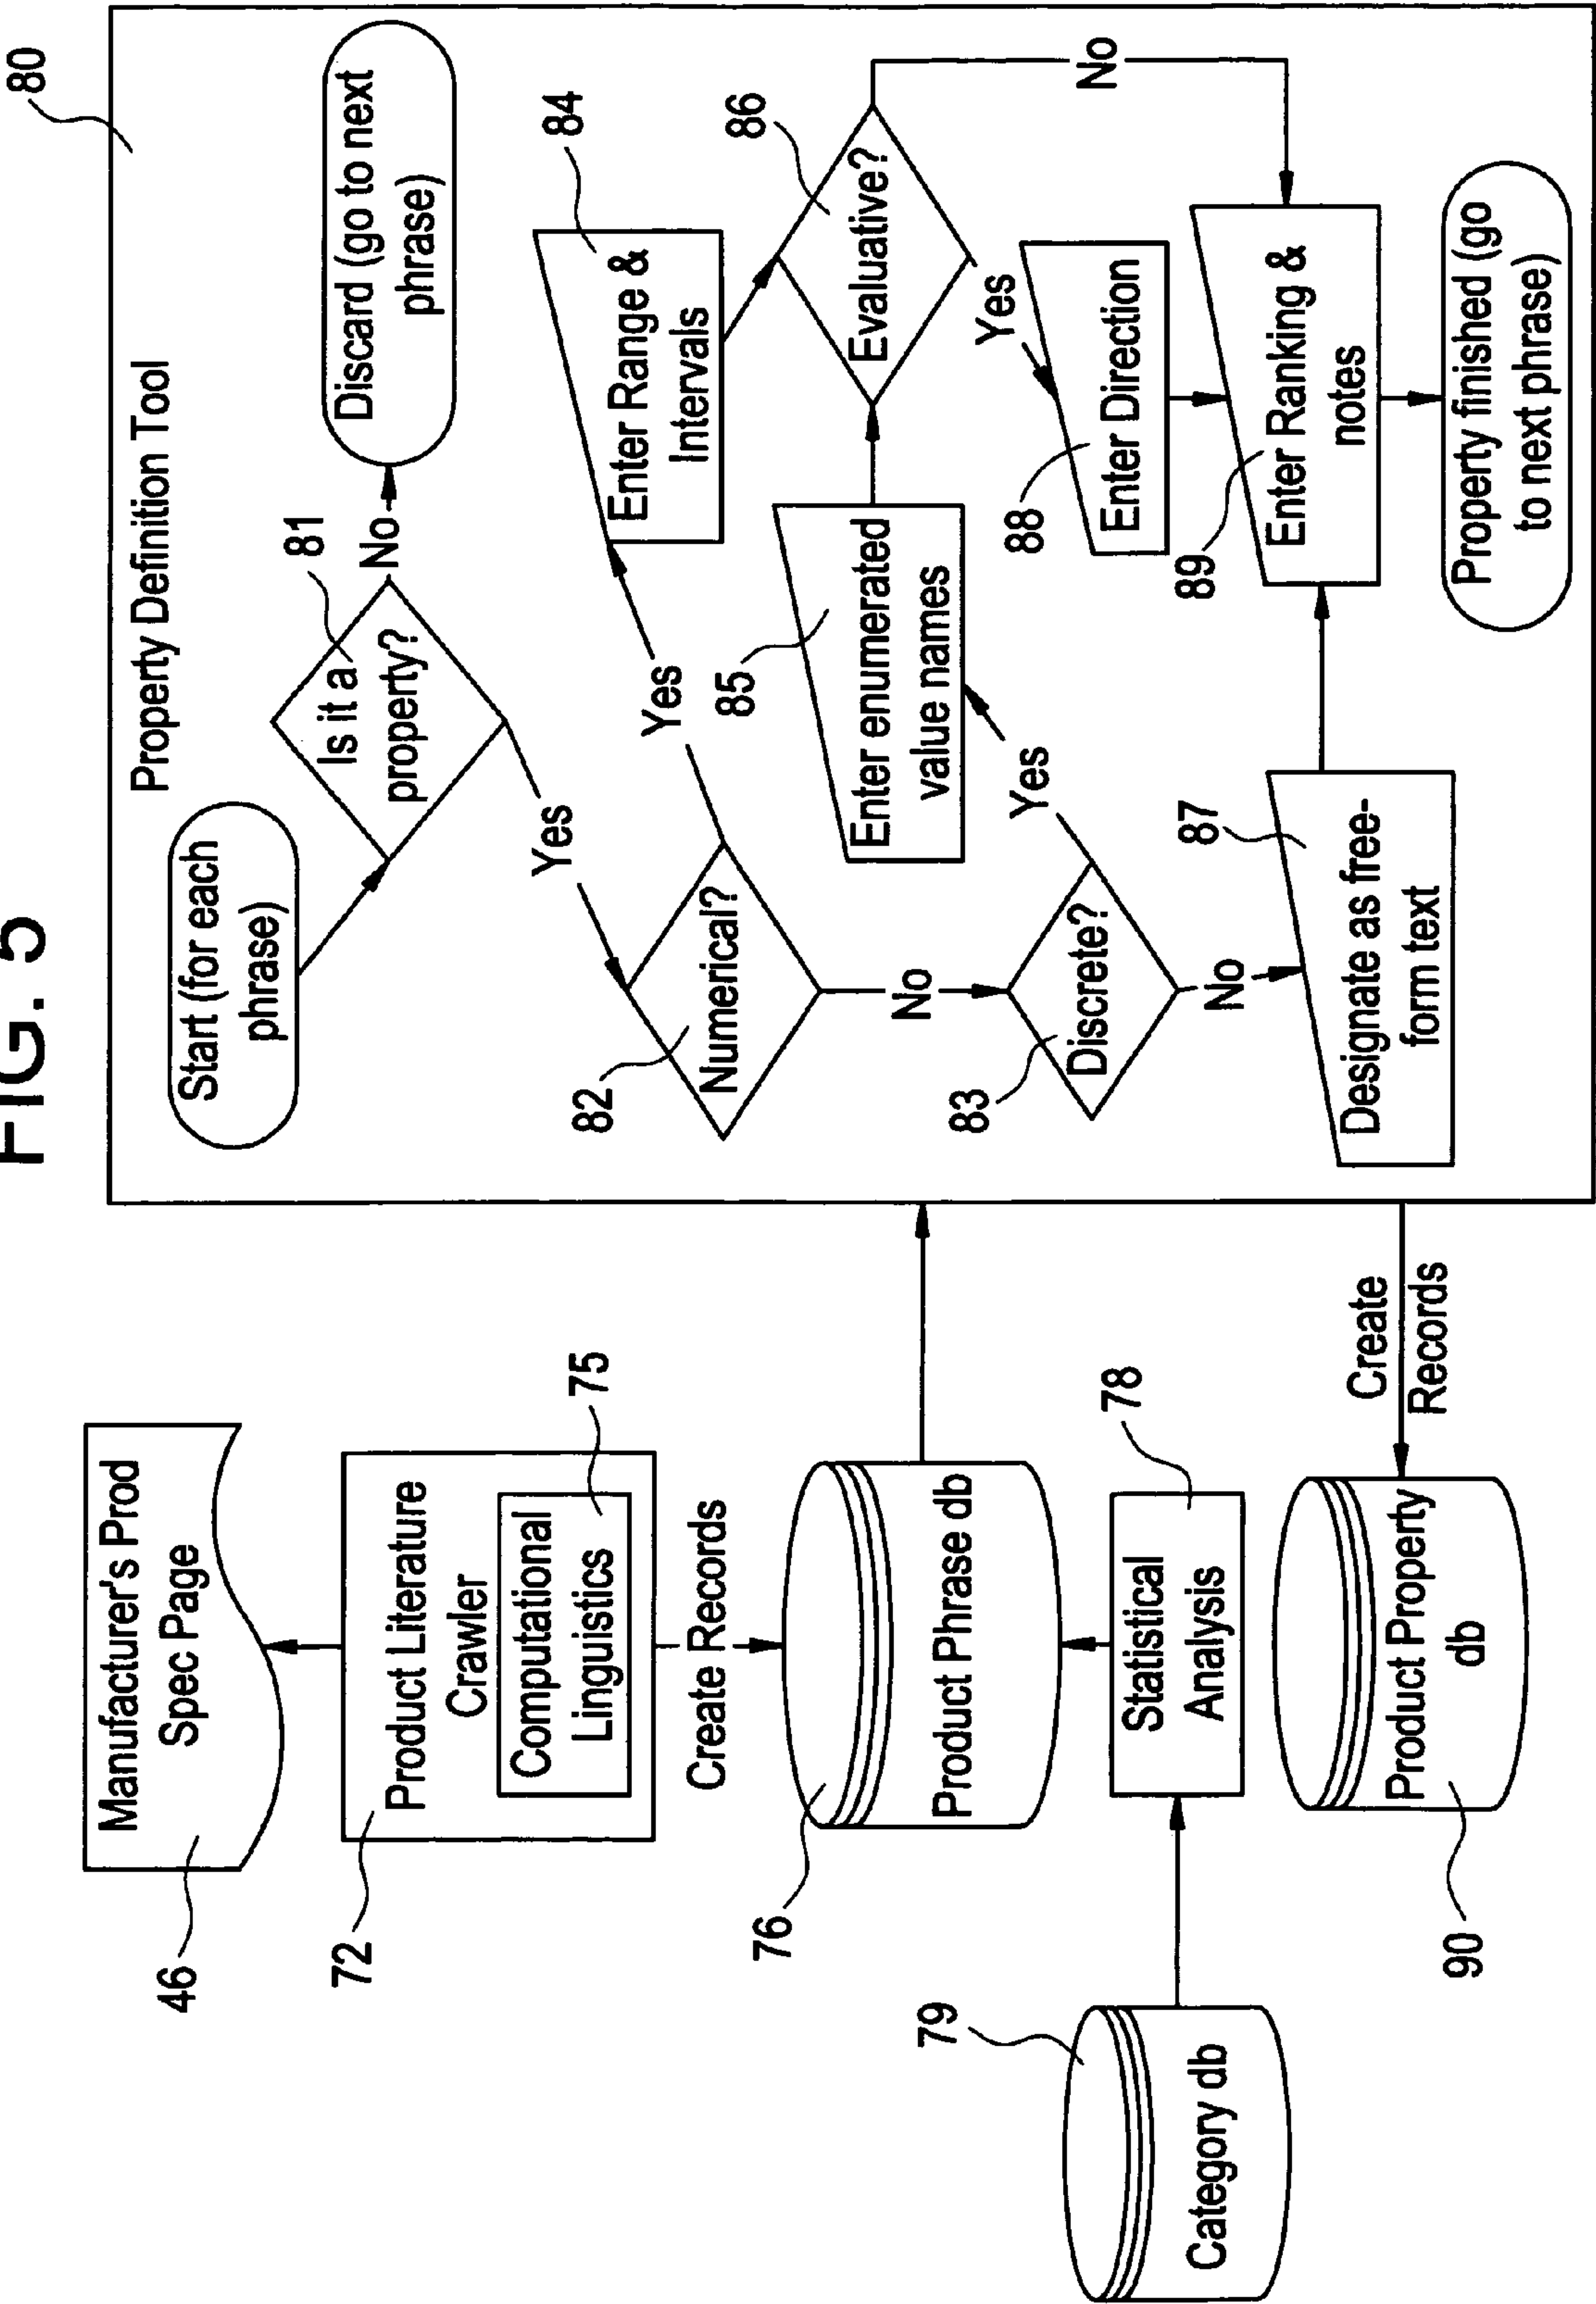 FIG. 5
80
Property Definition Tool
Start (for each
phrase)
81
Is it a
property?
No
Discard (go to next
phrase)
Yes
82
Numerical?
Yes
84
Enter Range &
Intervals
No
83
Discrete?
Yes
85
Enter enumerated
value names
86
Evaluative?
No
Yes
88
Enter Direction
No
87
Designate as free-
form text
89
Enter Ranking &
notes
Property finished (go
to next phrase)
46
Manufacturer's Prod
Spec Page
72
Product Literature
Crawler
75
Computational
Linguistics
Create Records
76
Product Phrase db
78
Statistical
Analysis
79
Category db
Create
Records
90
Product Property
db